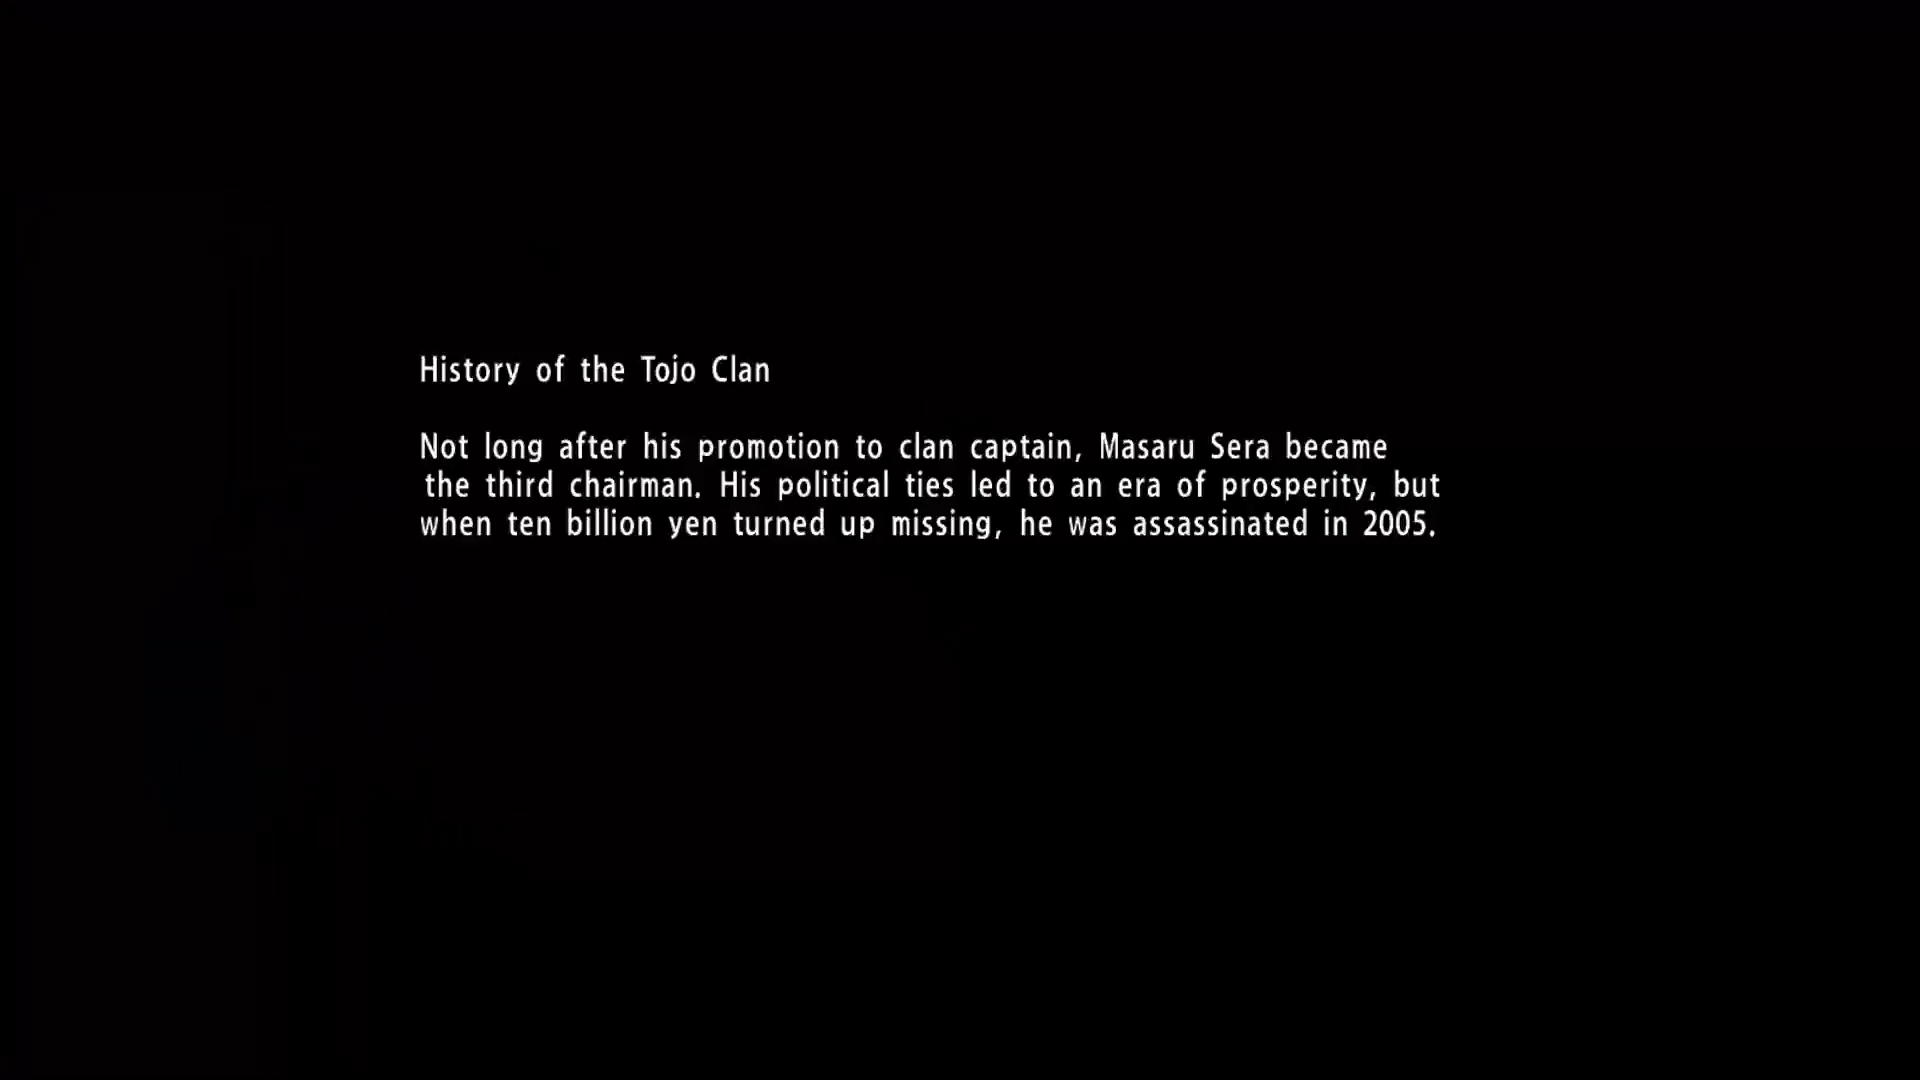 History of the Tojo Clan
Not long after his promotion to clan captain, Masaru Sera became
the third chairman. His political ties led to an era of prosperity, but
when ten billion yen turned up missing, he was assassinated in 2005.